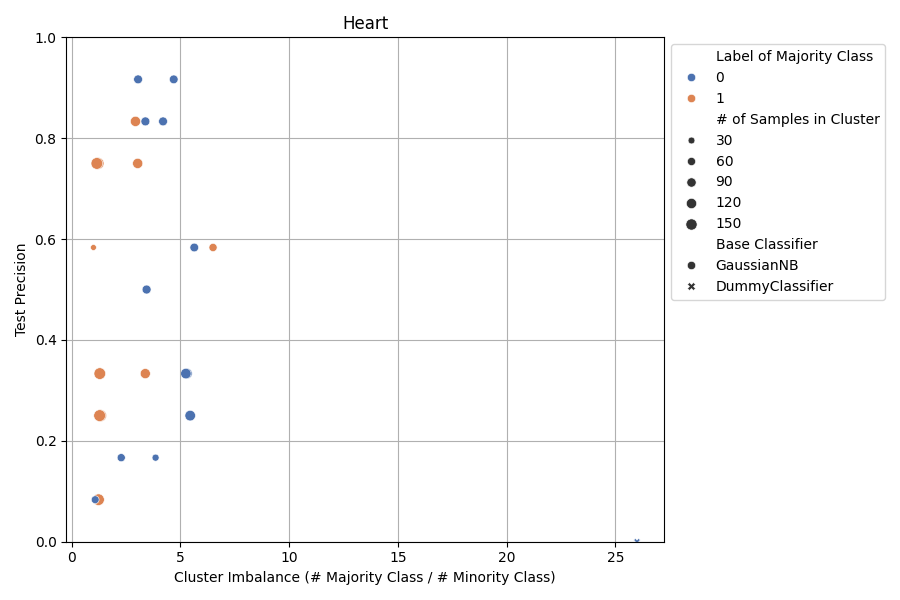 Heart
1.0
0.8
0.6
0.4
0.2
0.0
Test Precision
0 5 10 15 20 25
Cluster Imbalance (# Majority Class / # Minority Class)
Label of Majority Class
0
1
# of Samples in Cluster
30
60
90
120
150
Base Classifier
GaussianNB
DummyClassifier